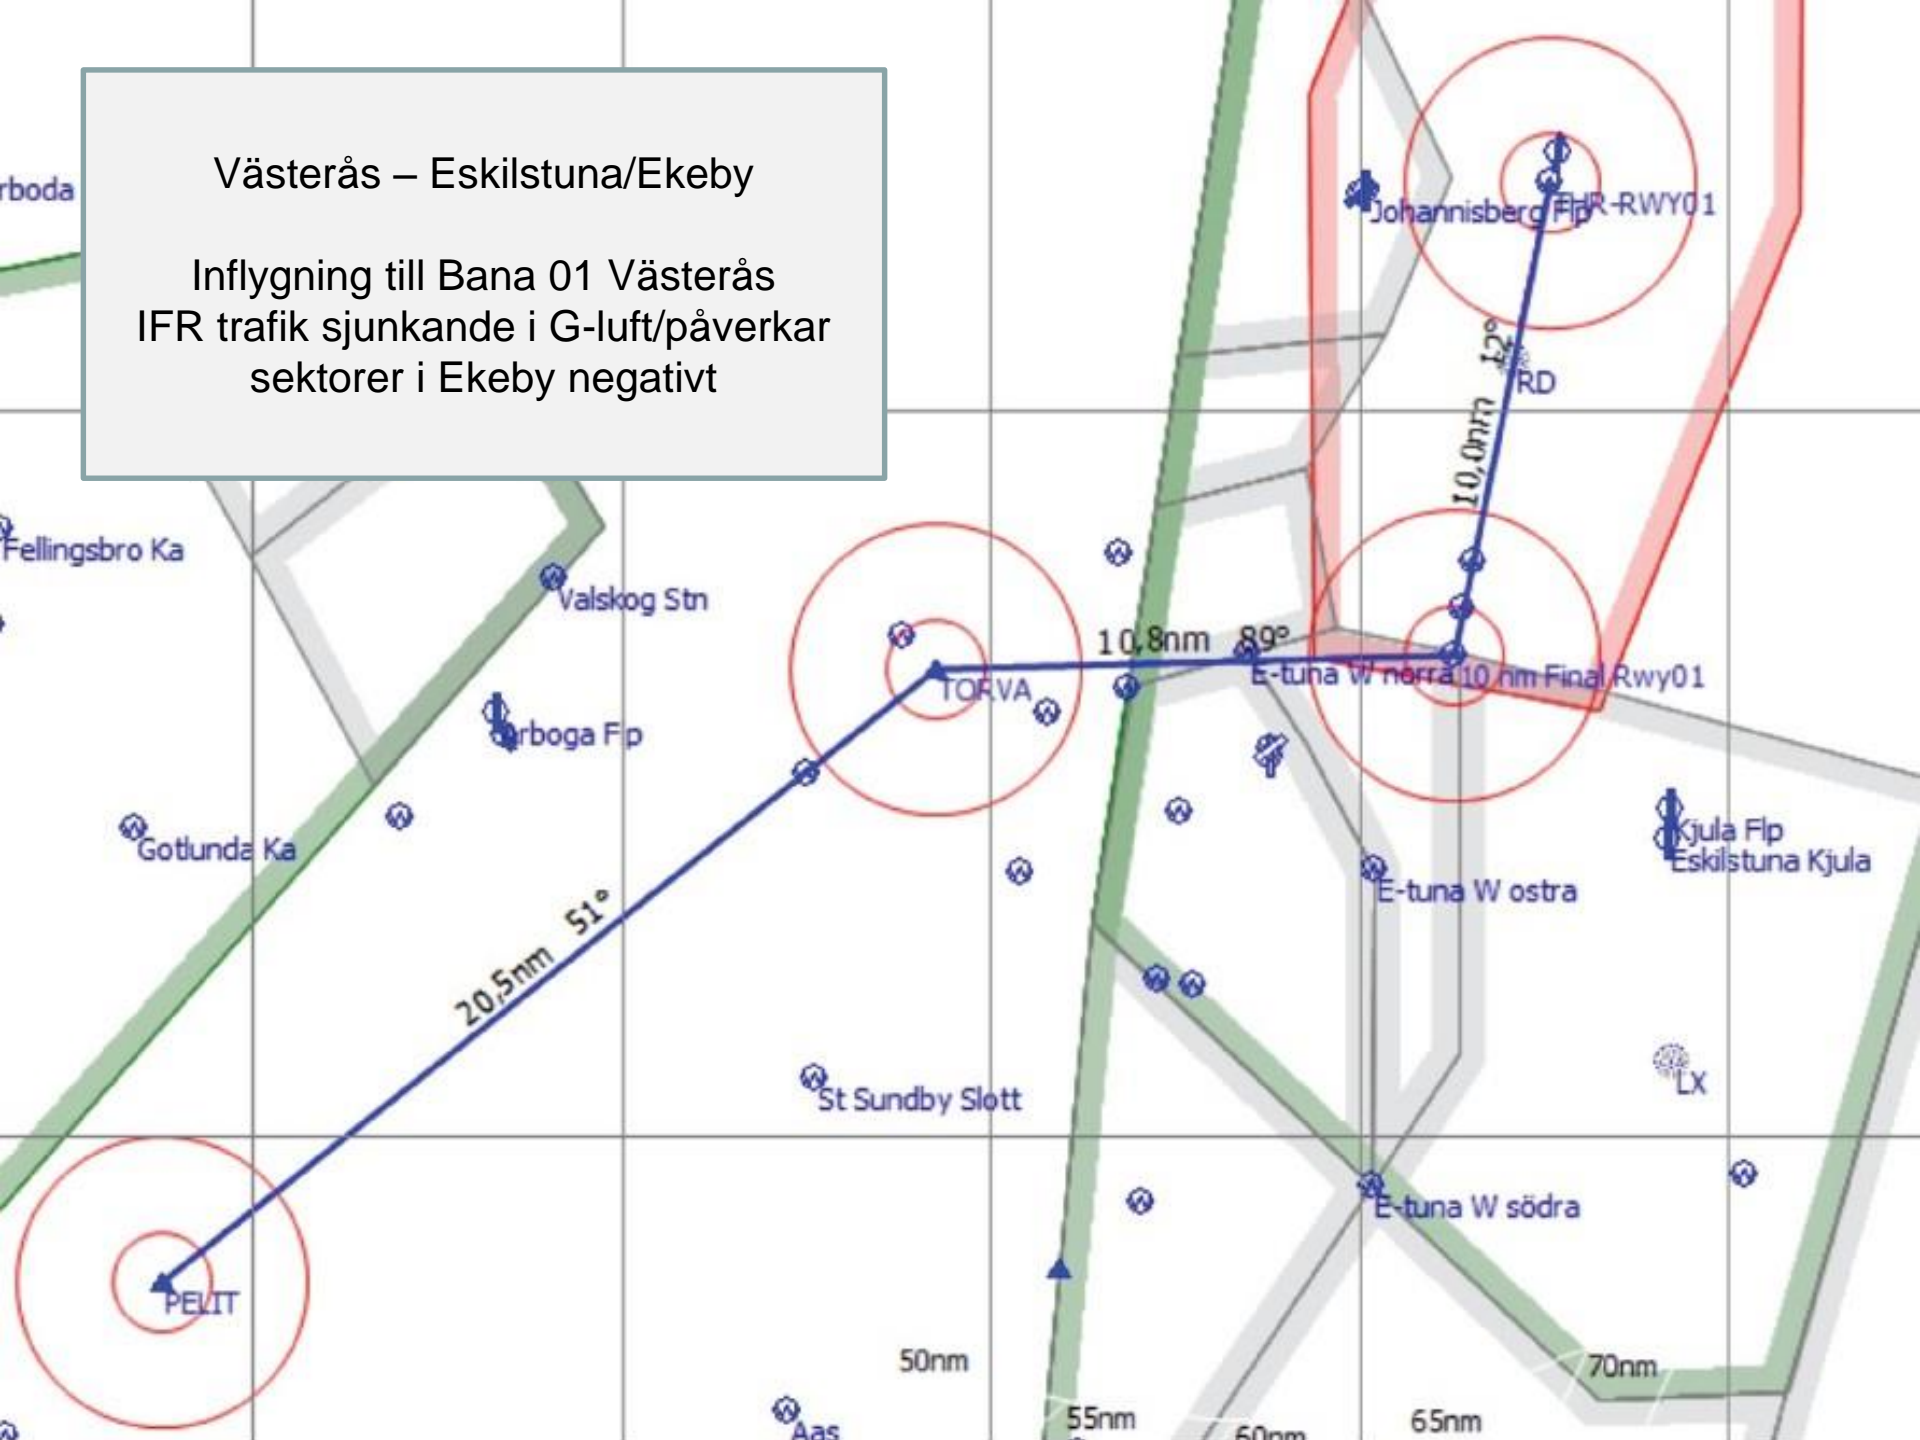 Västerås – Eskilstuna/Ekeby
Inflygning till Bana 01 Västerås
IFR trafik sjunkande i G-luft/påverkar
sektorer i Ekeby negativt
rboda
Johannisberg Flp
THR-RWY01
12°
RD
10,0nm
Fellingsbro Ka
Valskog Stn
10,8nm 89°
E-tuna W norra
10 nm Final Rwy01
TORVA
rboga Flp
Kjula Flp
Gotlunda Ka
Eskilstuna Kjula
E-tuna W ostra
20,5nm 51°
LX
St Sundby Slott
E-tuna W södra
PELIT
50nm
70nm
55nm
65nm
60nm
Aas